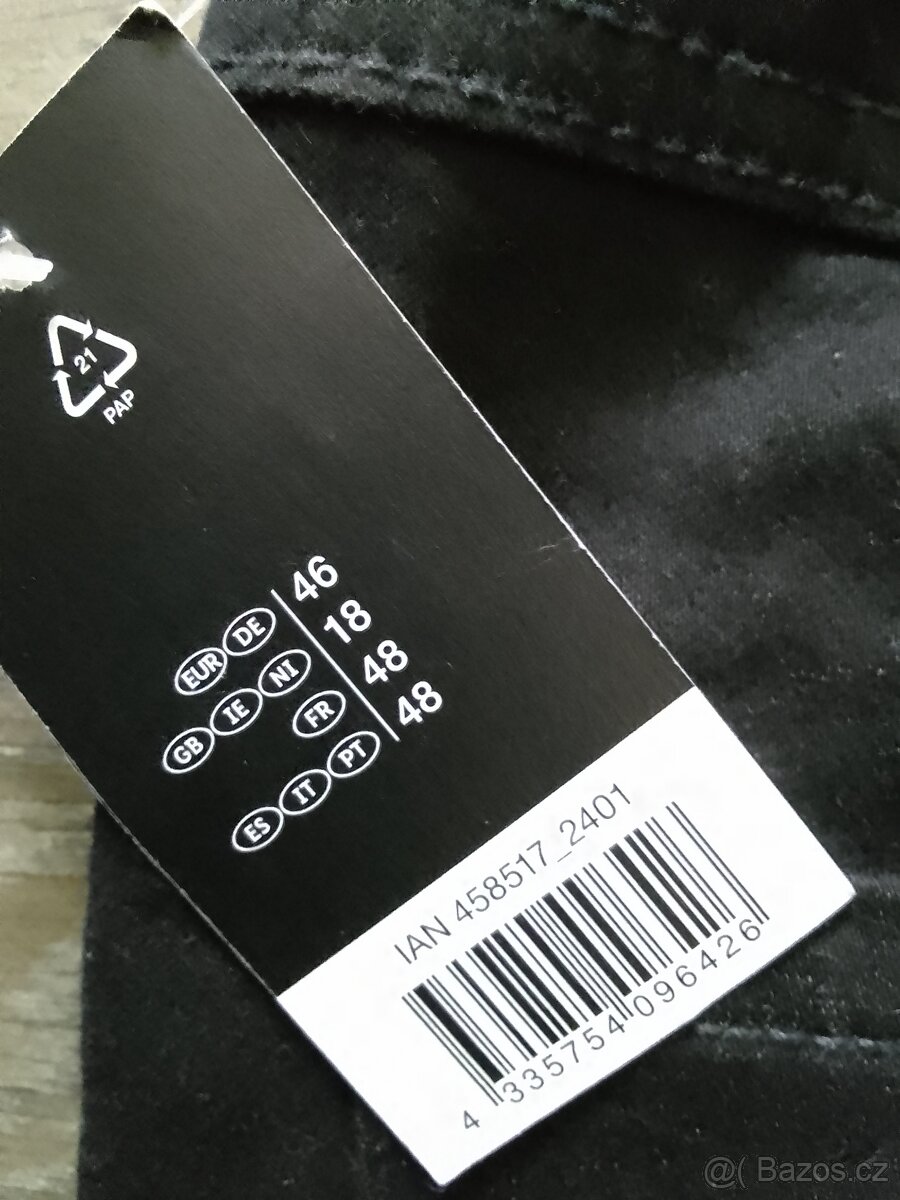 21
PAP
EUR DE 46
GB IE NI 18
FR 48
ES IT PT 48
IAN 458517_2401
4 335754 096426
@( Bazos.cz